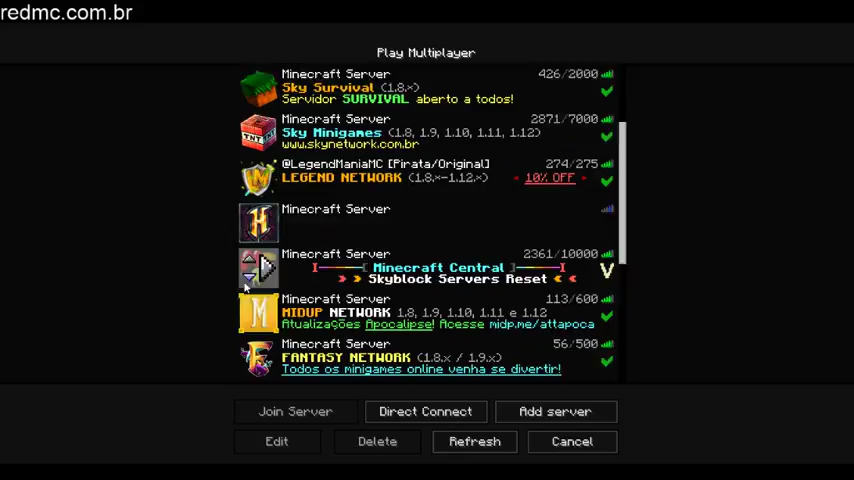 redmc.com.br
Play Multiplayer
Minecraft Server 426/2000
Sky Survival (1.8.x)
Servidor SURVIVAL aberto a todos!
Minecraft Server 2871/7000
Sky Minigames (1.8, 1.9, 1.10, 1.11, 1.12)
www.skynetwork.com.br
@LegendManiaMC [Pirata/Original] 274/275
LEGEND NETWORK (1.8.x-1.12.x) 10% OFF
Minecraft Server
Minecraft Server 2361/10000
I [ Minecraft Central ] I V
Skyblock Servers Reset
Minecraft Server 113/600
MIDUP NETWORK 1.8, 1.9, 1.10, 1.11 e 1.12
Atualizações Apocalipse! Acesse midp.me/attapoca
Minecraft Server 56/500
FANTASY NETWORK (1.8.x / 1.9.x)
Todos os minigames online venha se divertir!
Join Server Direct Connect Add server
Edit Delete Refresh Cancel